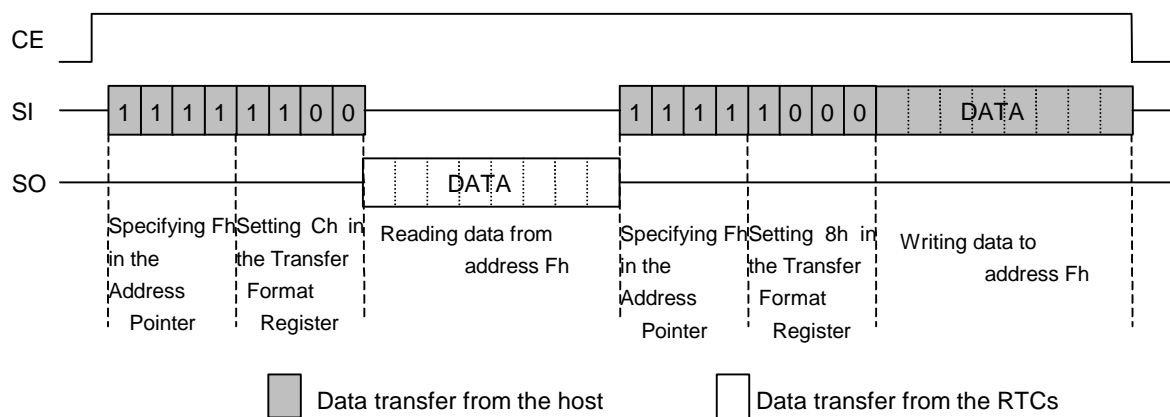 CE
SI
1 1 1 1 1 1 0 0
1 1 1 1 1 0 0 0
DATA
SO
DATA
Specifying Fh
in the
Address
Pointer
Setting Ch in
the Transfer
Format
Register
Reading data from
address Fh
Specifying Fh
in the
Address
Pointer
Setting 8h in
the Transfer
Format
Register
Writing data to
address Fh
Data transfer from the host
Data transfer from the RTCs